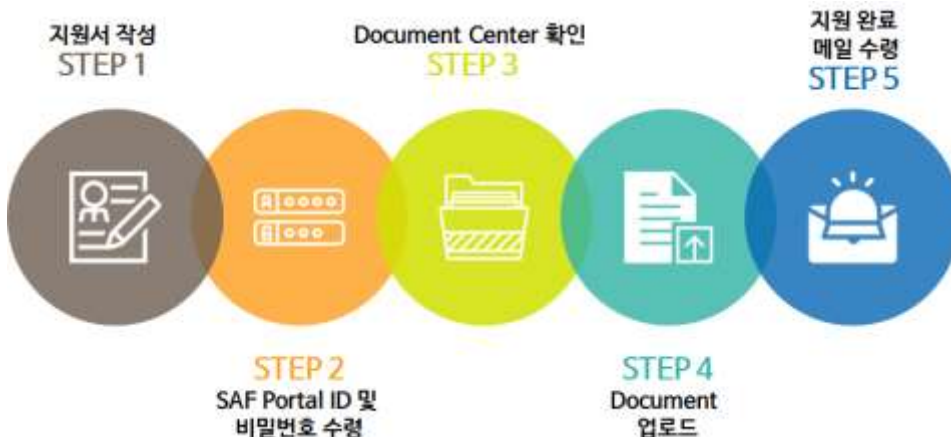 지원서 작성
STEP 1
STEP 2
SAF Portal ID 및
비밀번호 수령
Document Center 확인
STEP 3
STEP 4
Document
업로드
지원 완료
메일 수령
STEP 5